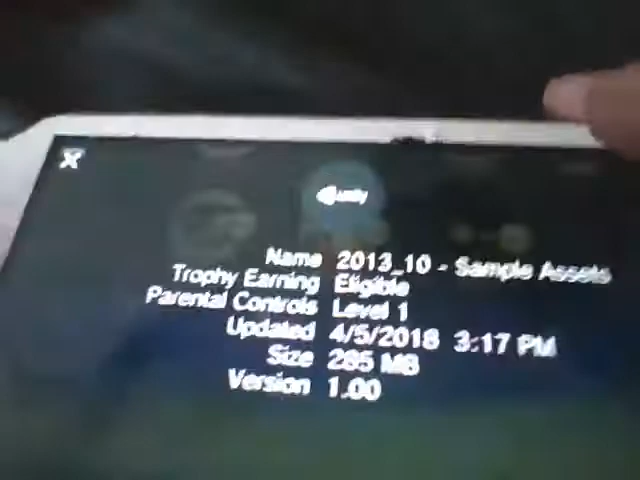 unity
Name 2013_10 - Sample Assets
Trophy Earning Eligible
Parental Controls Level 1
Updated 4/5/2018 3:17 PM
Size 285 MB
Version 1.00